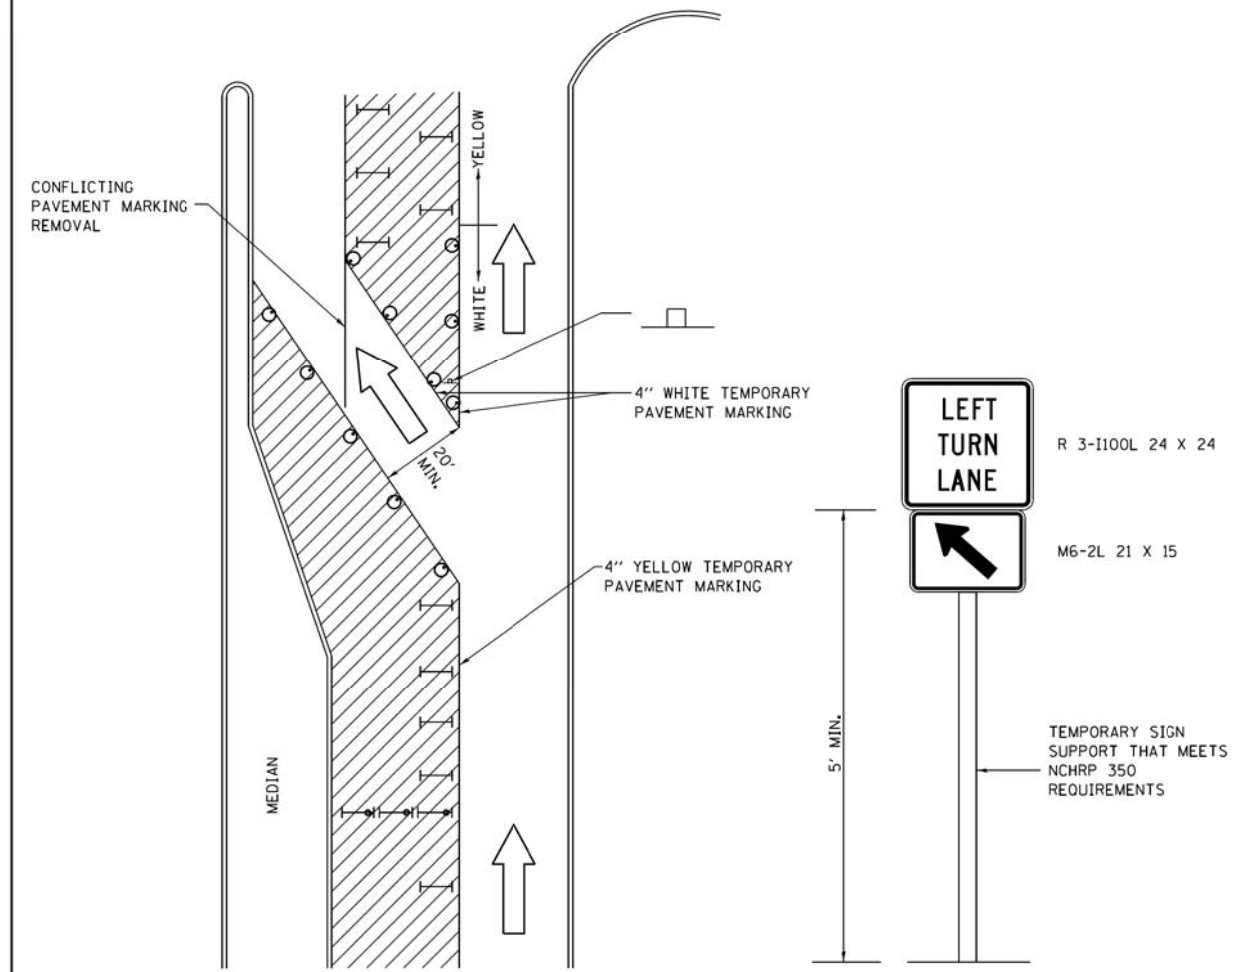 CONFLICTING
PAVEMENT MARKING
REMOVAL
YELLOW
WHITE
4'' WHITE TEMPORARY
PAVEMENT MARKING
20'
MIN.
4'' YELLOW TEMPORARY
PAVEMENT MARKING
MEDIAN
LEFT
TURN
LANE
R 3-I100L 24 X 24
M6-2L 21 X 15
5' MIN.
TEMPORARY SIGN
SUPPORT THAT MEETS
NCHRP 350
REQUIREMENTS